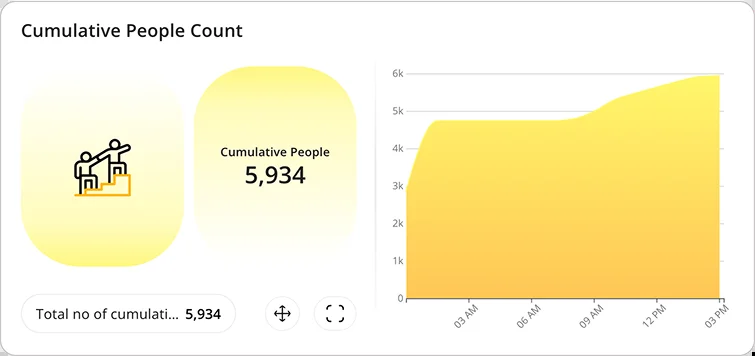 Cumulative People Count
Cumulative People
5,934
Total no of cumulati... 5,934
6k
5k
4k
3k
2k
1k
0
03 AM
06 AM
09 AM
12 PM
03 PM